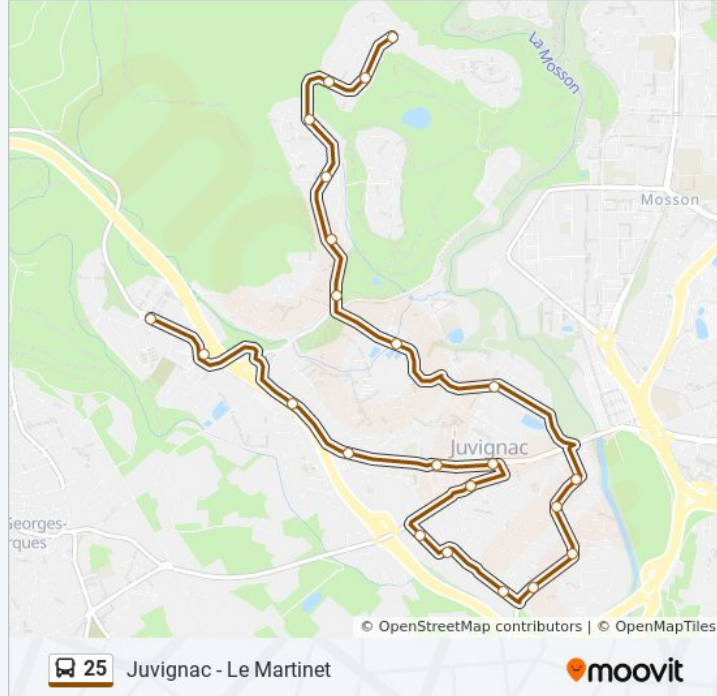 La Mosson
Mosson
Juvignac
Georges-
rques
© OpenStreetMap contributors | © OpenMapTiles
25 Juvignac - Le Martinet
moovit